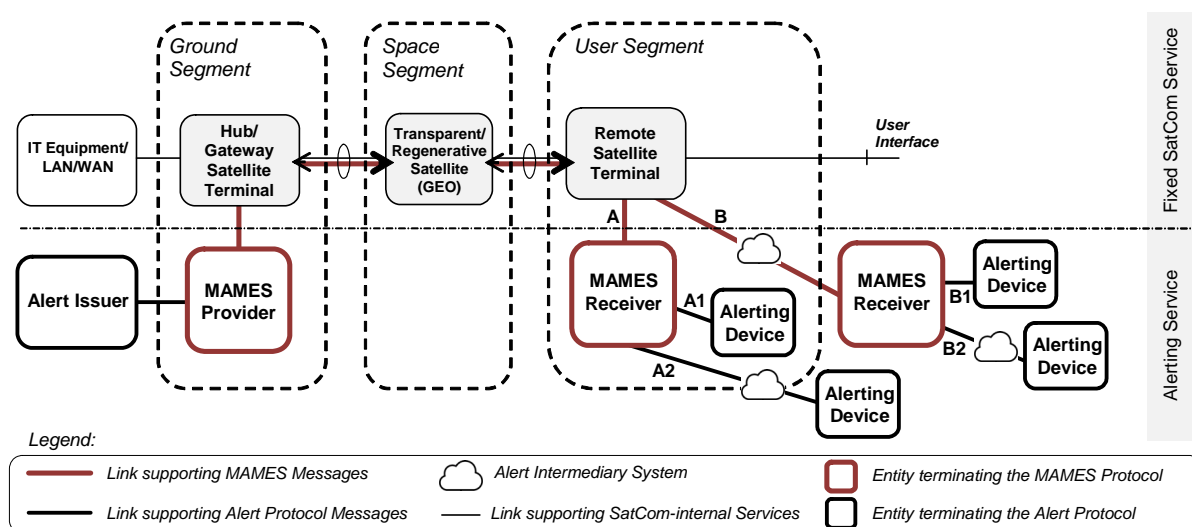 Ground
Segment
Space
Segment
User Segment
Fixed SatCom Service
IT Equipment/
LAN/WAN
Hub/
Gateway
Satellite
Terminal
Transparent/
Regenerative
Satellite
(GEO)
Remote
Satellite
Terminal
User
Interface
A
B
Alert Issuer
MAMES
Provider
MAMES
Receiver
A1
Alerting
Device
A2
Alerting
Device
MAMES
Receiver
B1
Alerting
Device
B2
Alerting
Device
Alerting Service
Legend:
Link supporting MAMES Messages
Alert Intermediary System
Entity terminating the MAMES Protocol
Link supporting Alert Protocol Messages
Link supporting SatCom-internal Services
Entity terminating the Alert Protocol